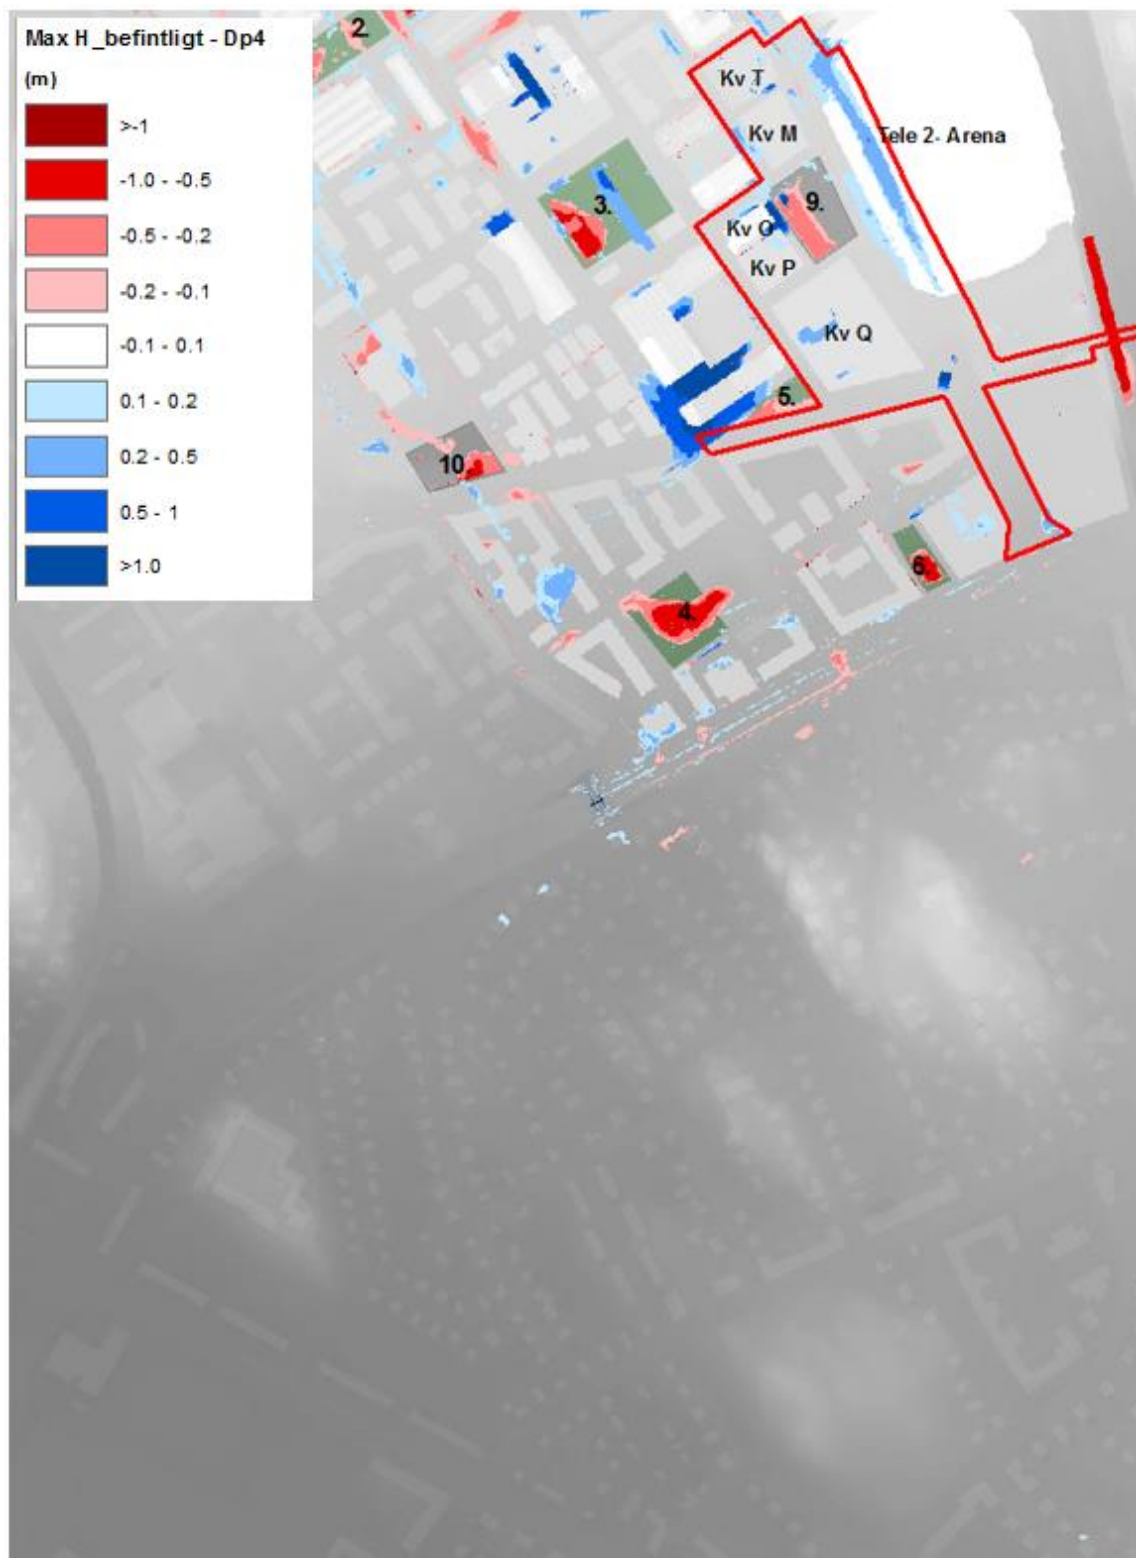 Max H_befintligt - Dp4
(m)
>-1
-1.0 - -0.5
-0.5 - -0.2
-0.2 - -0.1
-0.1 - 0.1
0.1 - 0.2
0.2 - 0.5
0.5 - 1
>1.0
2.
Kv T
Kv M
Tele 2- Arena
3.
9.
Kv O
Kv P
Kv Q
5.
10.
6.
4.